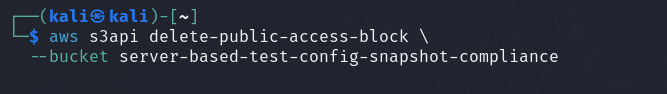 ┌──(kali㉿kali)-[~]
└─$ aws s3api delete-public-access-block \
--bucket server-based-test-config-snapshot-compliance